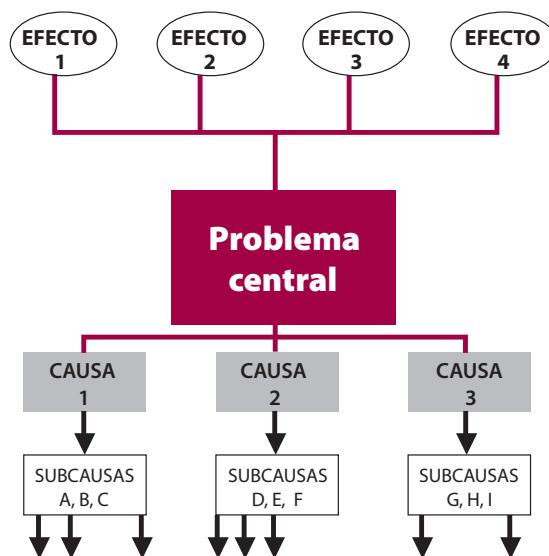 EFECTO
1
EFECTO
2
EFECTO
3
EFECTO
4
Problema
central
CAUSA
1
CAUSA
2
CAUSA
3
SUBCAUSAS
A, B, C
SUBCAUSAS
D, E, F
SUBCAUSAS
G, H, I